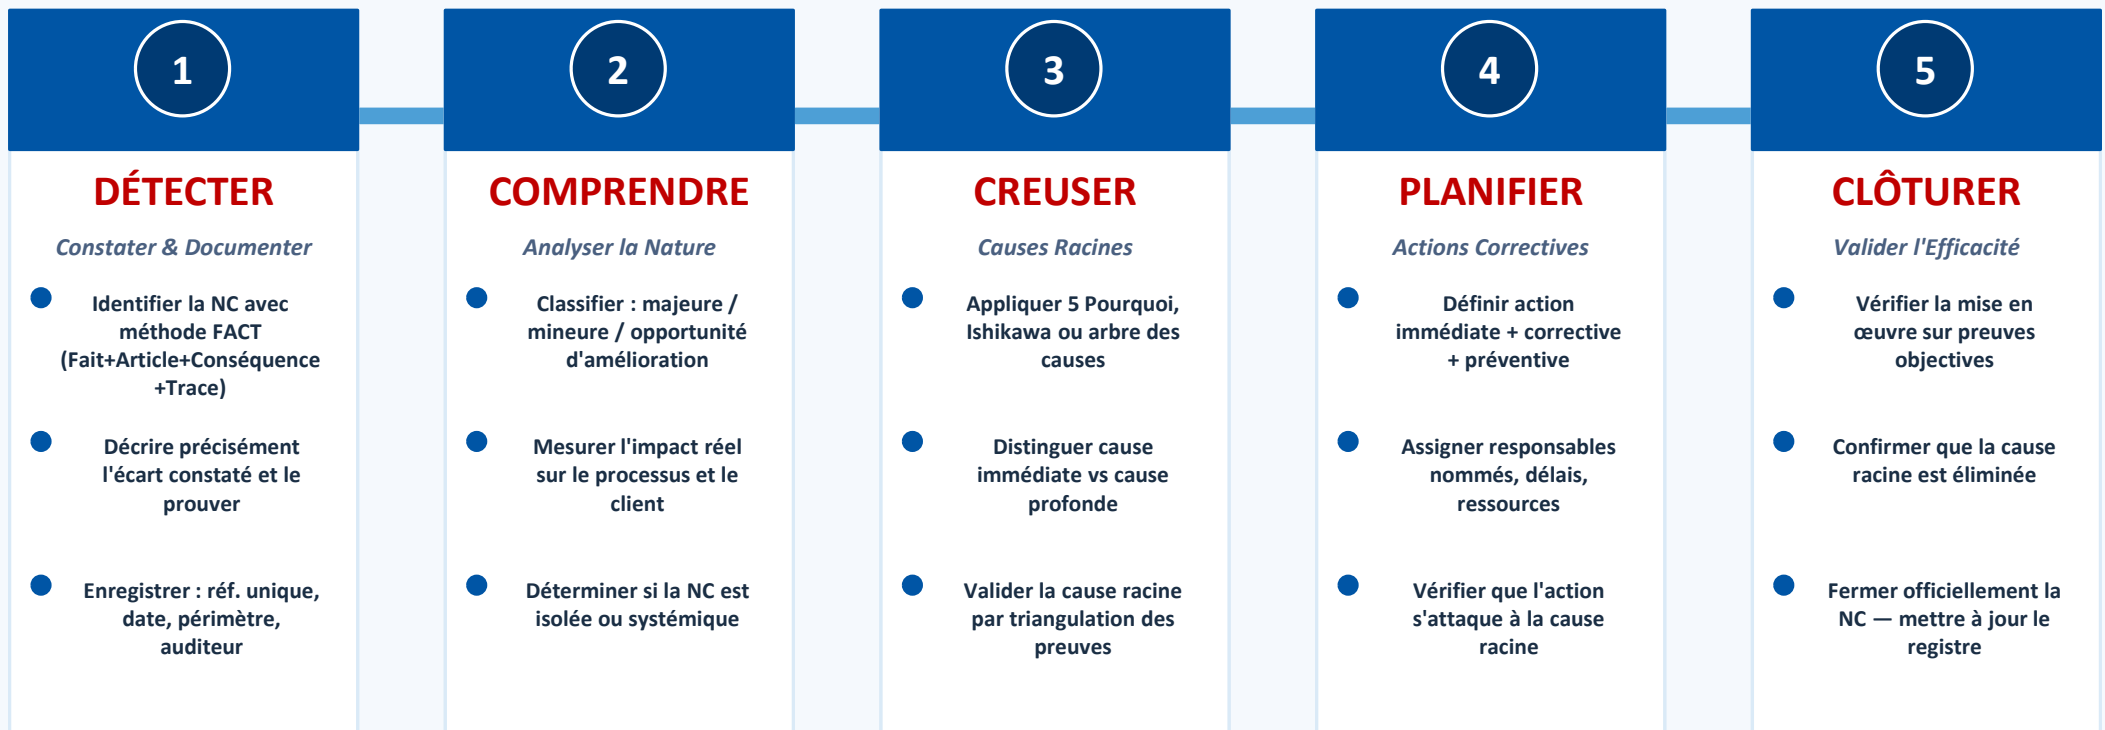 1
DÉTECTER
Constater & Documenter
Identifier la NC avec
méthode FACT
(Fait+Article+Conséquence
+Trace)
Décrire précisément
l'écart constaté et le
prouver
Enregistrer : réf. unique,
date, périmètre,
auditeur
2
COMPRENDRE
Analyser la Nature
Classifier : majeure /
mineure / opportunité
d'amélioration
Mesurer l'impact réel
sur le processus et le
client
Déterminer si la NC est
isolée ou systémique
3
CREUSER
Causes Racines
Appliquer 5 Pourquoi,
Ishikawa ou arbre des
causes
Distinguer cause
immédiate vs cause
profonde
Valider la cause racine
par triangulation des
preuves
4
PLANIFIER
Actions Correctives
Définir action
immédiate + corrective
+ préventive
Assigner responsables
nommés, délais,
ressources
Vérifier que l'action
s'attaque à la cause
racine
5
CLÔTURER
Valider l'Efficacité
Vérifier la mise en
œuvre sur preuves
objectives
Confirmer que la cause
racine est éliminée
Fermer officiellement la
NC — mettre à jour le
registre